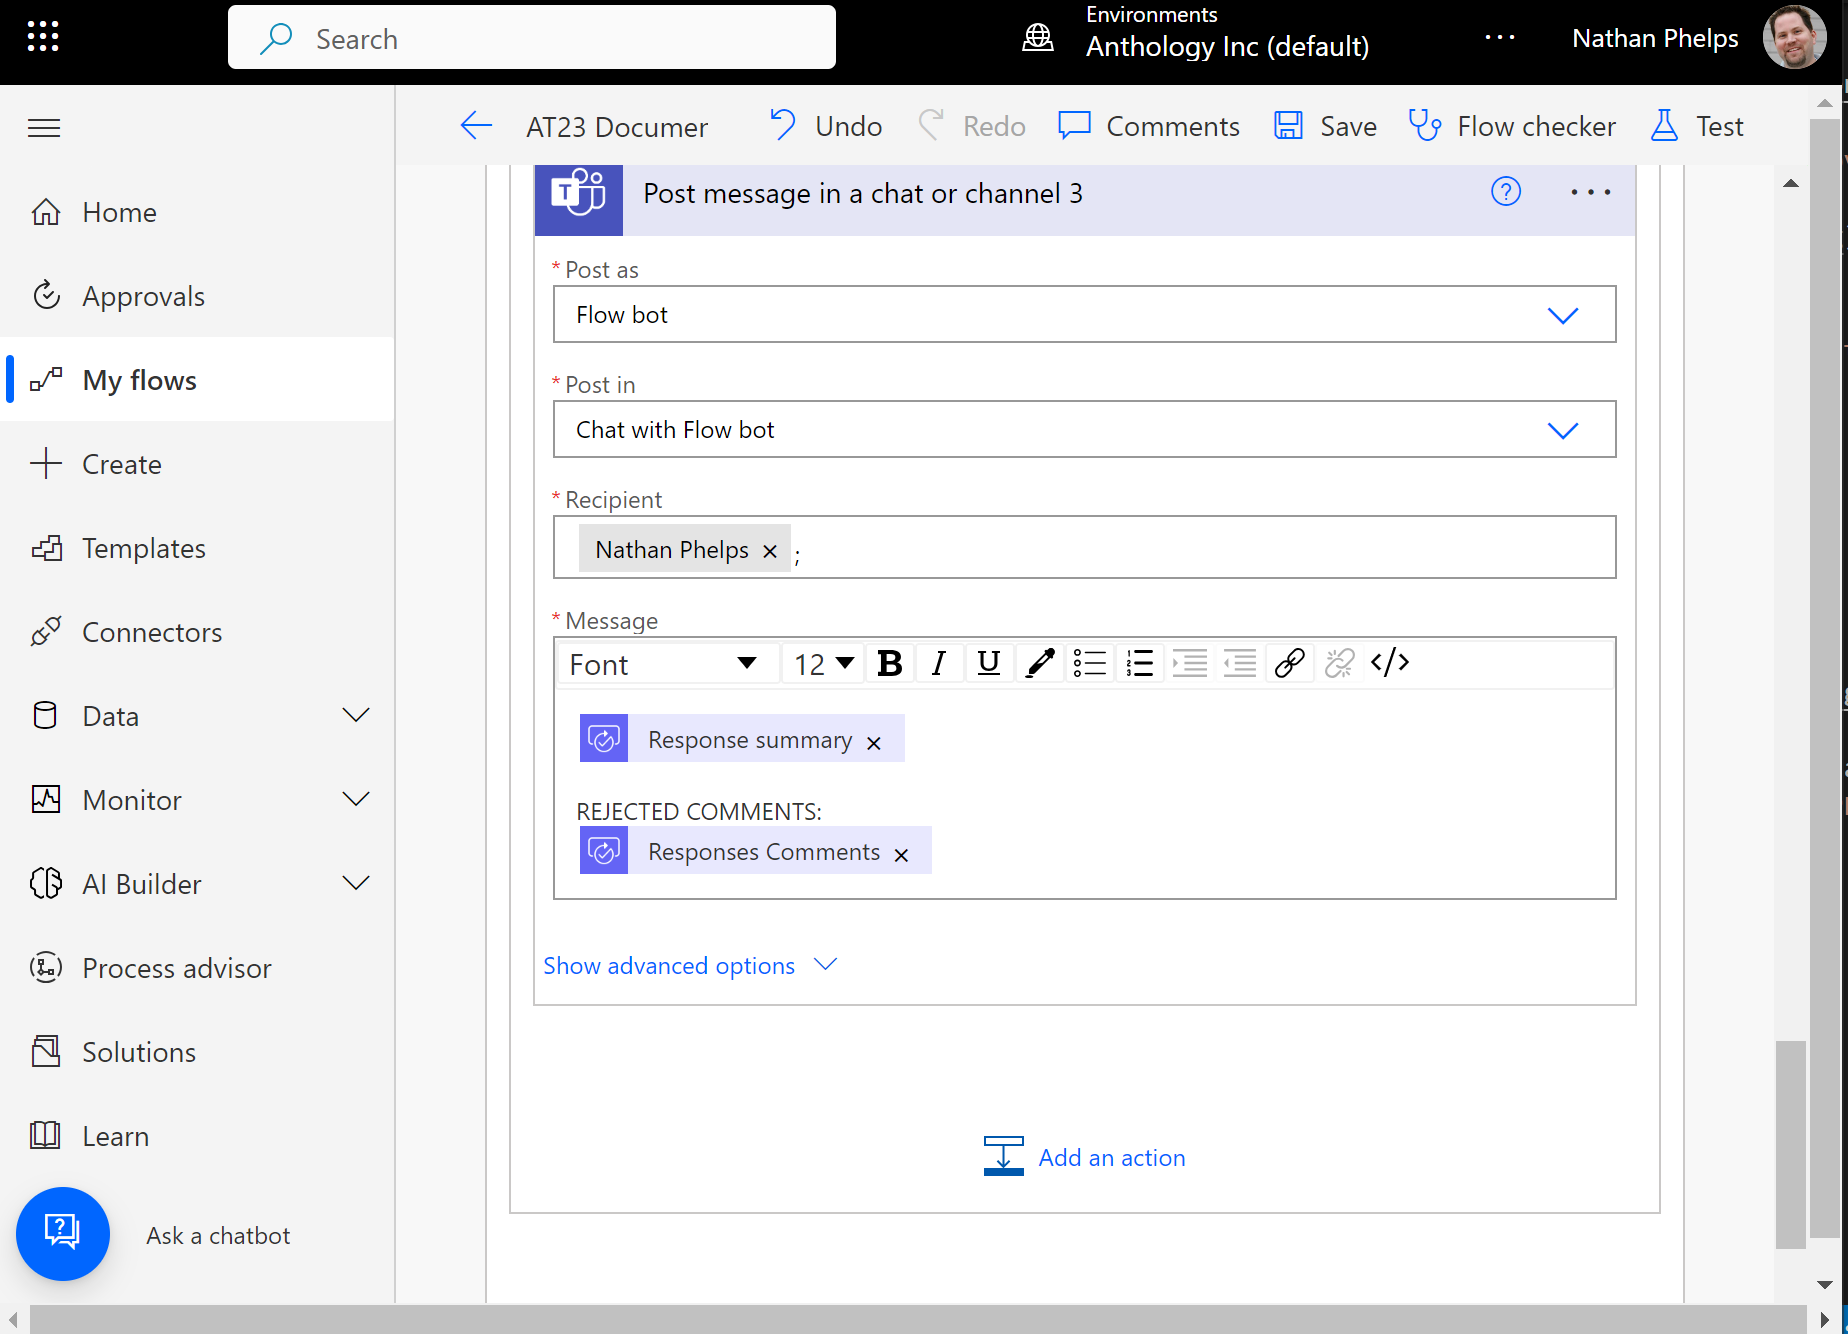 Search
Environments
Anthology Inc (default)
...
Nathan Phelps
AT23 Documer
Undo
Redo
Comments
Save
Flow checker
Test
Home
Approvals
My flows
Create
Templates
Connectors
Data
Monitor
AI Builder
Process advisor
Solutions
Learn
Ask a chatbot
T
Post message in a chat or channel 3
?
...
* Post as
Flow bot
* Post in
Chat with Flow bot
* Recipient
Nathan Phelps × ;
* Message
Font 12 B I U </>
Response summary ×
REJECTED COMMENTS:
Responses Comments ×
Show advanced options
Add an action